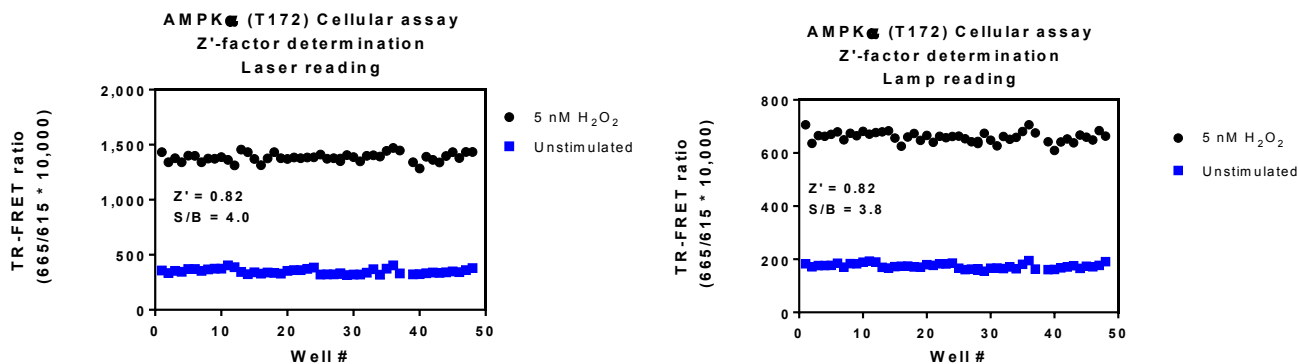 AMPKα (T172) Cellular assay
Z'-factor determination
Laser reading
2,000
1,500
1,000
500
0
TR-FRET ratio
(665/615 * 10,000)
Z' = 0.82
S/B = 4.0
0 10 20 30 40 50
Well #
5 nM H₂O₂
Unstimulated
AMPKα (T172) Cellular assay
Z'-factor determination
Lamp reading
800
600
400
200
0
TR-FRET ratio
(665/615 * 10,000)
Z' = 0.82
S/B = 3.8
0 10 20 30 40 50
Well #
5 nM H₂O₂
Unstimulated